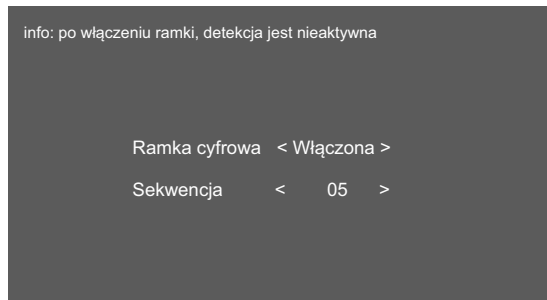 info: po włączeniu ramki, detekcja jest nieaktywna
Ramka cyfrowa < Włączona >
Sekwencja < 05 >